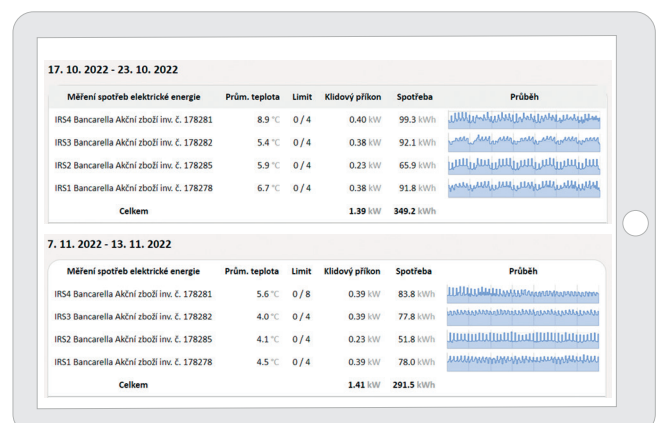 17. 10. 2022 - 23. 10. 2022
Měření spotřeb elektrické energie Prům. teplota Limit Klidový příkon Spotřeba Průběh
IRS4 Bancarella Akční zboží inv. č. 178281 8.9 °C 0 / 4 0.40 kW 99.3 kWh
IRS3 Bancarella Akční zboží inv. č. 178282 5.4 °C 0 / 4 0.38 kW 92.1 kWh
IRS2 Bancarella Akční zboží inv. č. 178285 5.9 °C 0 / 4 0.23 kW 65.9 kWh
IRS1 Bancarella Akční zboží inv. č. 178278 6.7 °C 0 / 4 0.38 kW 91.8 kWh
Celkem 1.39 kW 349.2 kWh
7. 11. 2022 - 13. 11. 2022
Měření spotřeb elektrické energie Prům. teplota Limit Klidový příkon Spotřeba Průběh
IRS4 Bancarella Akční zboží inv. č. 178281 5.6 °C 0 / 8 0.39 kW 83.8 kWh
IRS3 Bancarella Akční zboží inv. č. 178282 4.0 °C 0 / 4 0.39 kW 77.8 kWh
IRS2 Bancarella Akční zboží inv. č. 178285 4.1 °C 0 / 4 0.23 kW 51.8 kWh
IRS1 Bancarella Akční zboží inv. č. 178278 4.5 °C 0 / 4 0.39 kW 78.0 kWh
Celkem 1.41 kW 291.5 kWh